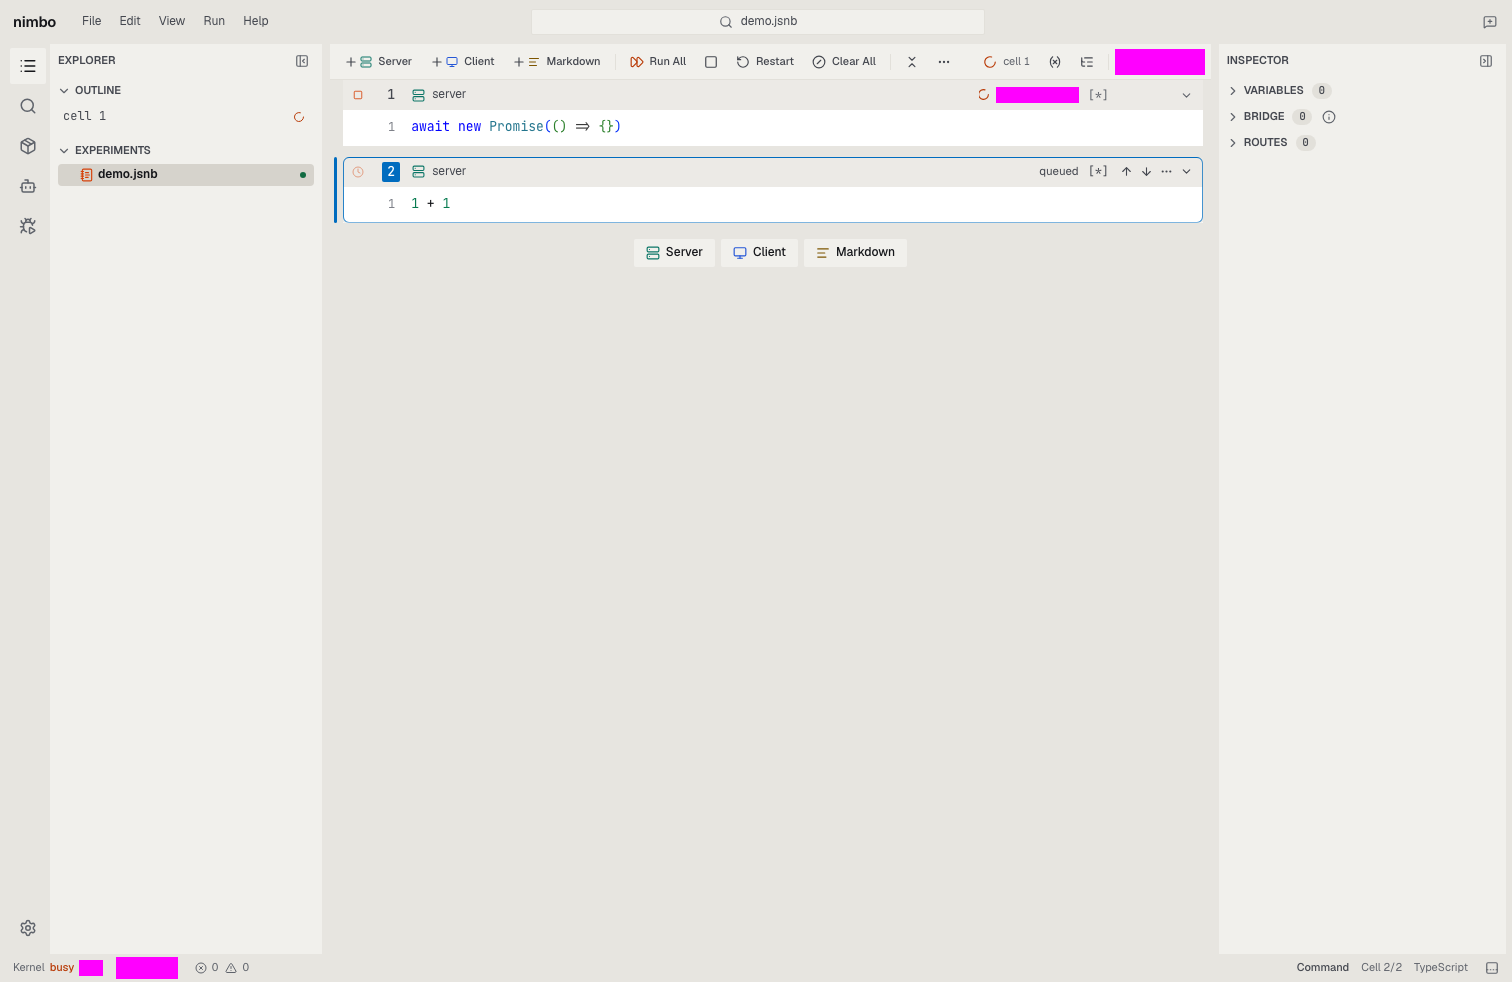 nimbo File Edit View Run Help demo.jsnb
EXPLORER
OUTLINE
cell 1
EXPERIMENTS
demo.jsnb
Server Client Markdown Run All Restart Clear All cell 1
1 server [*]
1 await new Promise(() => {})
2 server queued [*]
1 1 + 1
Server Client Markdown
INSPECTOR
VARIABLES 0
BRIDGE 0
ROUTES 0
Kernel busy 0 0 Command Cell 2/2 TypeScript